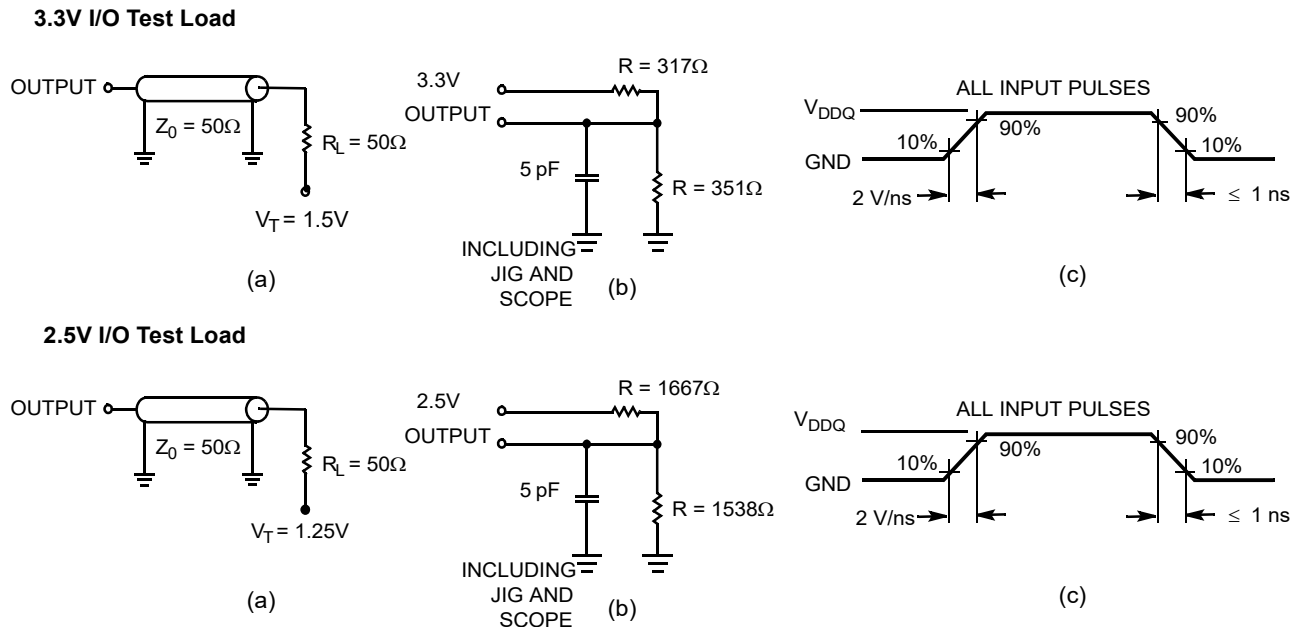 3.3V I/O Test Load
OUTPUT
Z0 = 50Ω
RL = 50Ω
VT = 1.5V
(a)
R = 317Ω
3.3V
OUTPUT
5 pF
R = 351Ω
INCLUDING
JIG AND
SCOPE
(b)
ALL INPUT PULSES
VDDQ
GND
10%
90%
90%
10%
2 V/ns
≤ 1 ns
(c)
2.5V I/O Test Load
OUTPUT
Z0 = 50Ω
RL = 50Ω
VT = 1.25V
(a)
R = 1667Ω
2.5V
OUTPUT
5 pF
R = 1538Ω
INCLUDING
JIG AND
SCOPE
(b)
ALL INPUT PULSES
VDDQ
GND
10%
90%
90%
10%
2 V/ns
≤ 1 ns
(c)